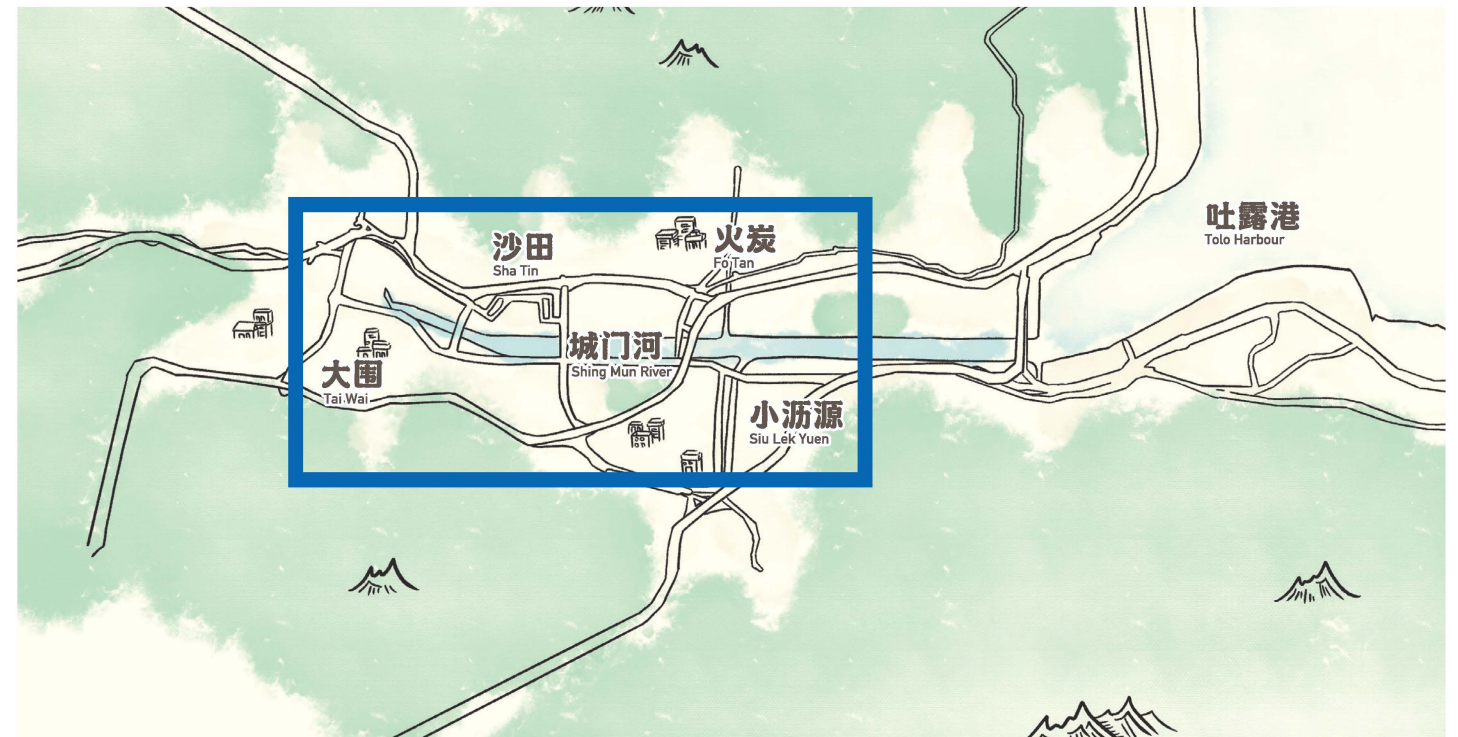 吐露港
Tolo Harbour
沙田
Sha Tin
火炭
Fo Tan
城门河
Shing Mun River
大围
Tai Wai
小沥源
Siu Lek Yuen